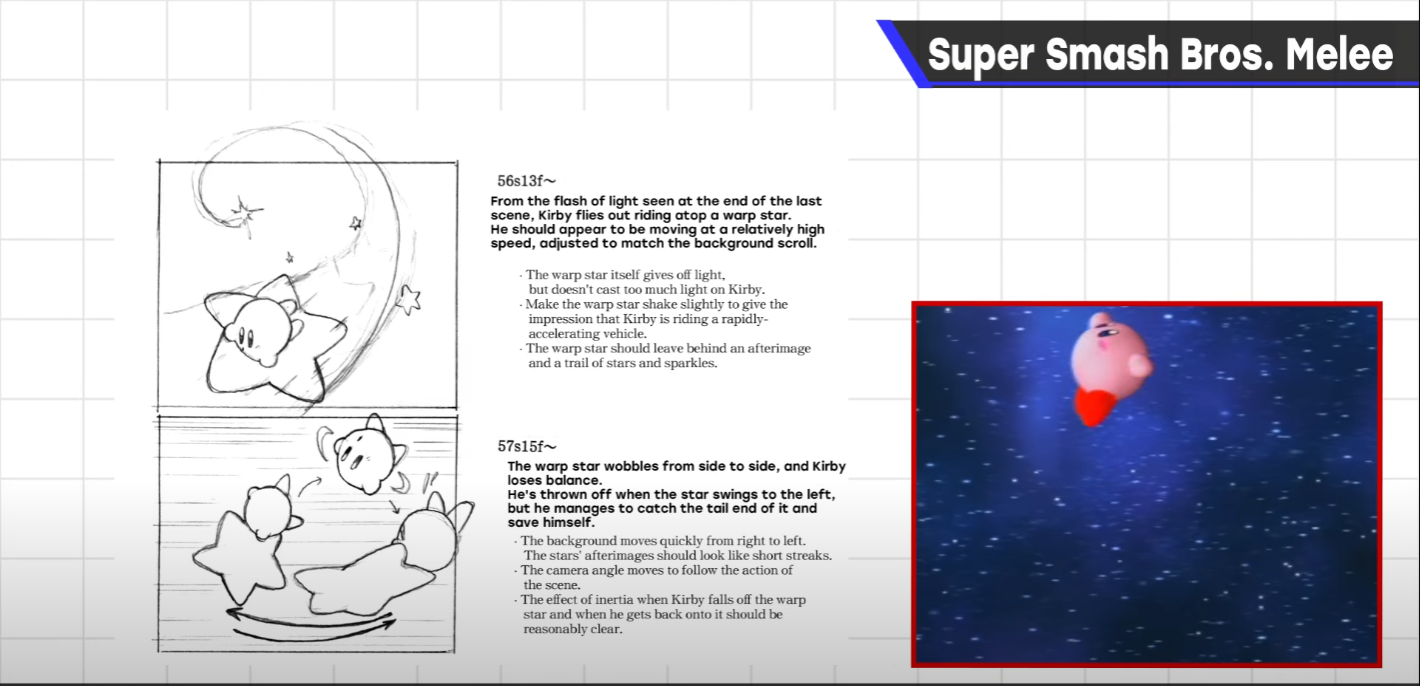 Super Smash Bros. Melee
56s13f~
From the flash of light seen at the end of the last
scene, Kirby flies out riding atop a warp star.
He should appear to be moving at a relatively high
speed, adjusted to match the background scroll.
· The warp star itself gives off light,
but doesn't cast too much light on Kirby.
· Make the warp star shake slightly to give the
impression that Kirby is riding a rapidly-
accelerating vehicle.
· The warp star should leave behind an afterimage
and a trail of stars and sparkles.
57s15f~
The warp star wobbles from side to side, and Kirby
loses balance.
He's thrown off when the star swings to the left,
but he manages to catch the tail end of it and
save himself.
· The background moves quickly from right to left.
The stars' afterimages should look like short streaks.
· The camera angle moves to follow the action of
the scene.
· The effect of inertia when Kirby falls off the warp
star and when he gets back onto it should be
reasonably clear.